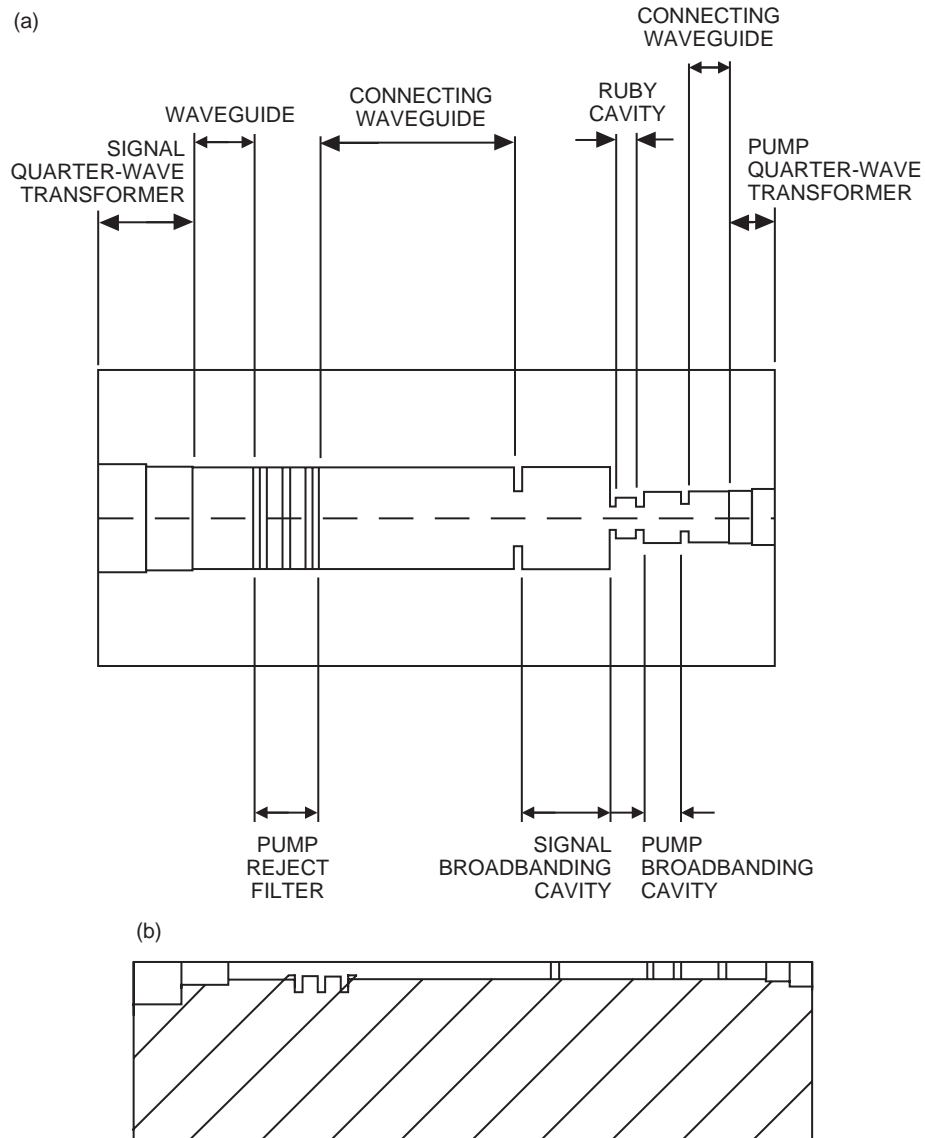 (a)
CONNECTING
WAVEGUIDE
RUBY
CAVITY
CONNECTING
WAVEGUIDE
WAVEGUIDE
SIGNAL
QUARTER-WAVE
TRANSFORMER
PUMP
QUARTER-WAVE
TRANSFORMER
PUMP
REJECT
FILTER
SIGNAL
BROADBANDING
CAVITY
PUMP
BROADBANDING
CAVITY
(b)